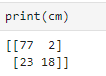 print(cm)
[[77  2]
 [23 18]]